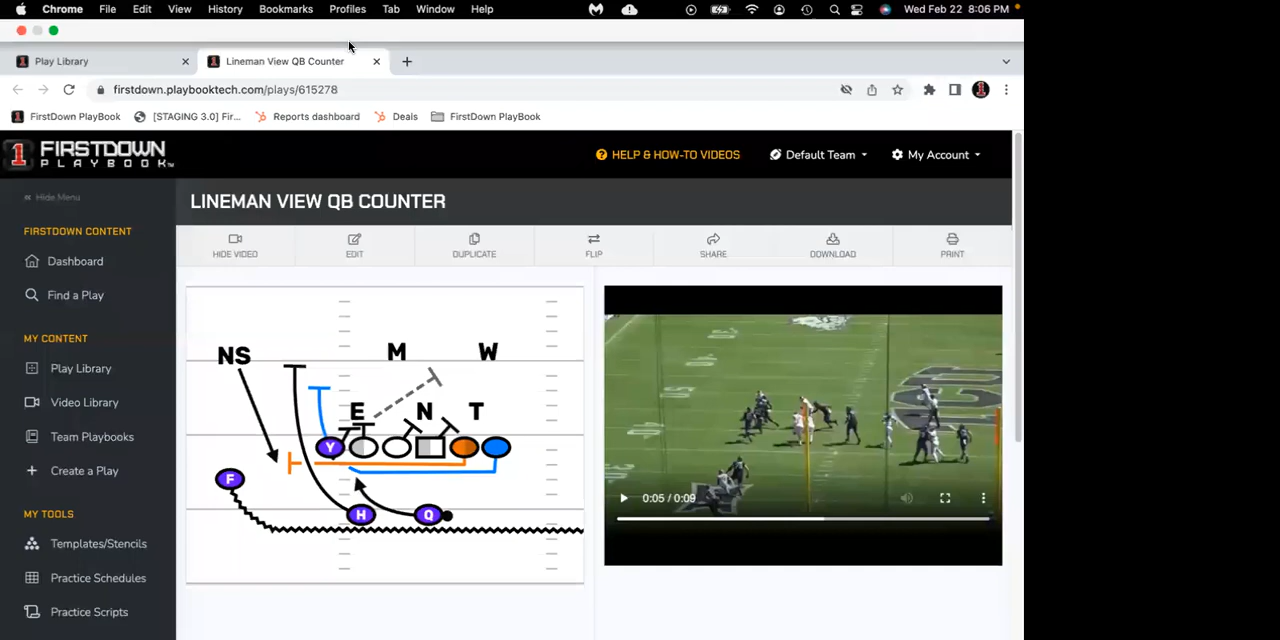 Chrome File Edit View History Bookmarks Profiles Tab Window Help Wed Feb 22 8:06 PM
Play Library Lineman View QB Counter
firstdown.playbooktech.com/plays/615278
FirstDown PlayBook [STAGING 3.0] Fir... Reports dashboard Deals FirstDown PlayBook
1 FIRSTDOWN
PLAYBOOK™
HELP & HOW-TO VIDEOS Default Team My Account
« Hide Menu
LINEMAN VIEW QB COUNTER
FIRSTDOWN CONTENT
Dashboard
Find a Play
MY CONTENT
Play Library
Video Library
Team Playbooks
Create a Play
MY TOOLS
Templates/Stencils
Practice Schedules
Practice Scripts
HIDE VIDEO EDIT DUPLICATE FLIP SHARE DOWNLOAD PRINT
NS M W
E N T
Y
F
H Q
0:05 / 0:09